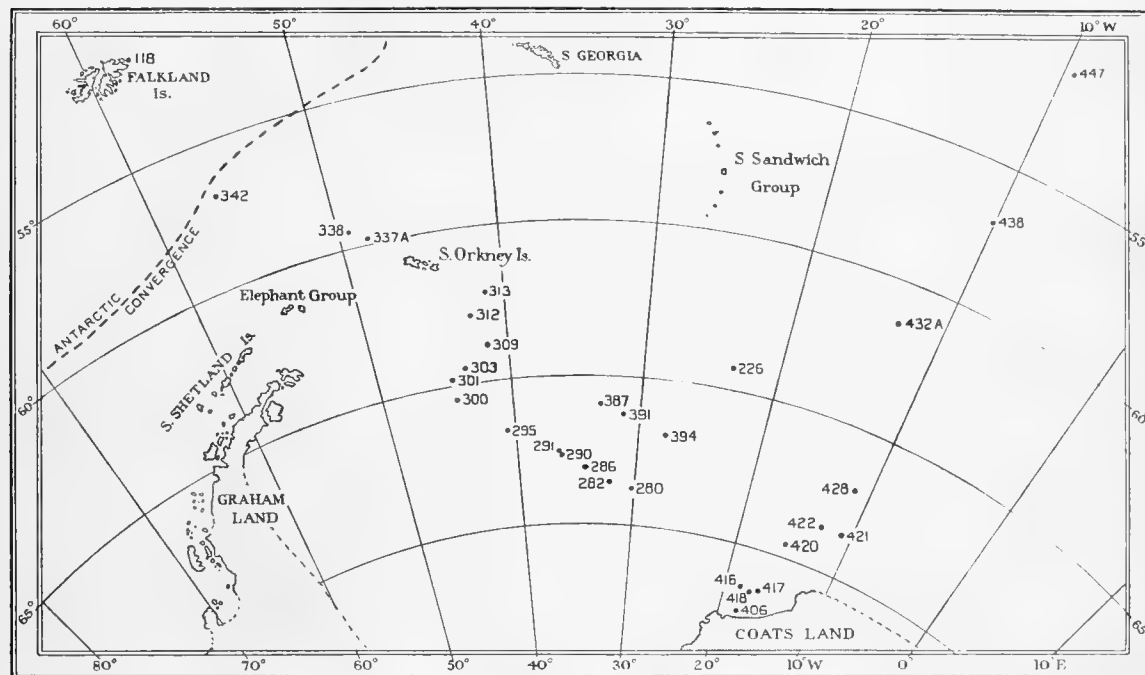 60° 50° 40° 30° 20° 10°W
118
FALKLAND
Is.
S GEORGIA
447
S Sandwich
Group
342
438
55°
55°
338
337A
S. Orkney Is.
ANTARCTIC
CONVERGENCE
Elephant Group
313
312
432A
309
S. SHETLAND Is.
303
226
301
300
387
391
60°
60°
295
394
291
290
286
282
280
428
GRAHAM
LAND
422
421
420
416
417
418
406
65°
65°
COATS LAND
80° 70° 60° 50° 40° 30° 20° 10°W 0° 10°E